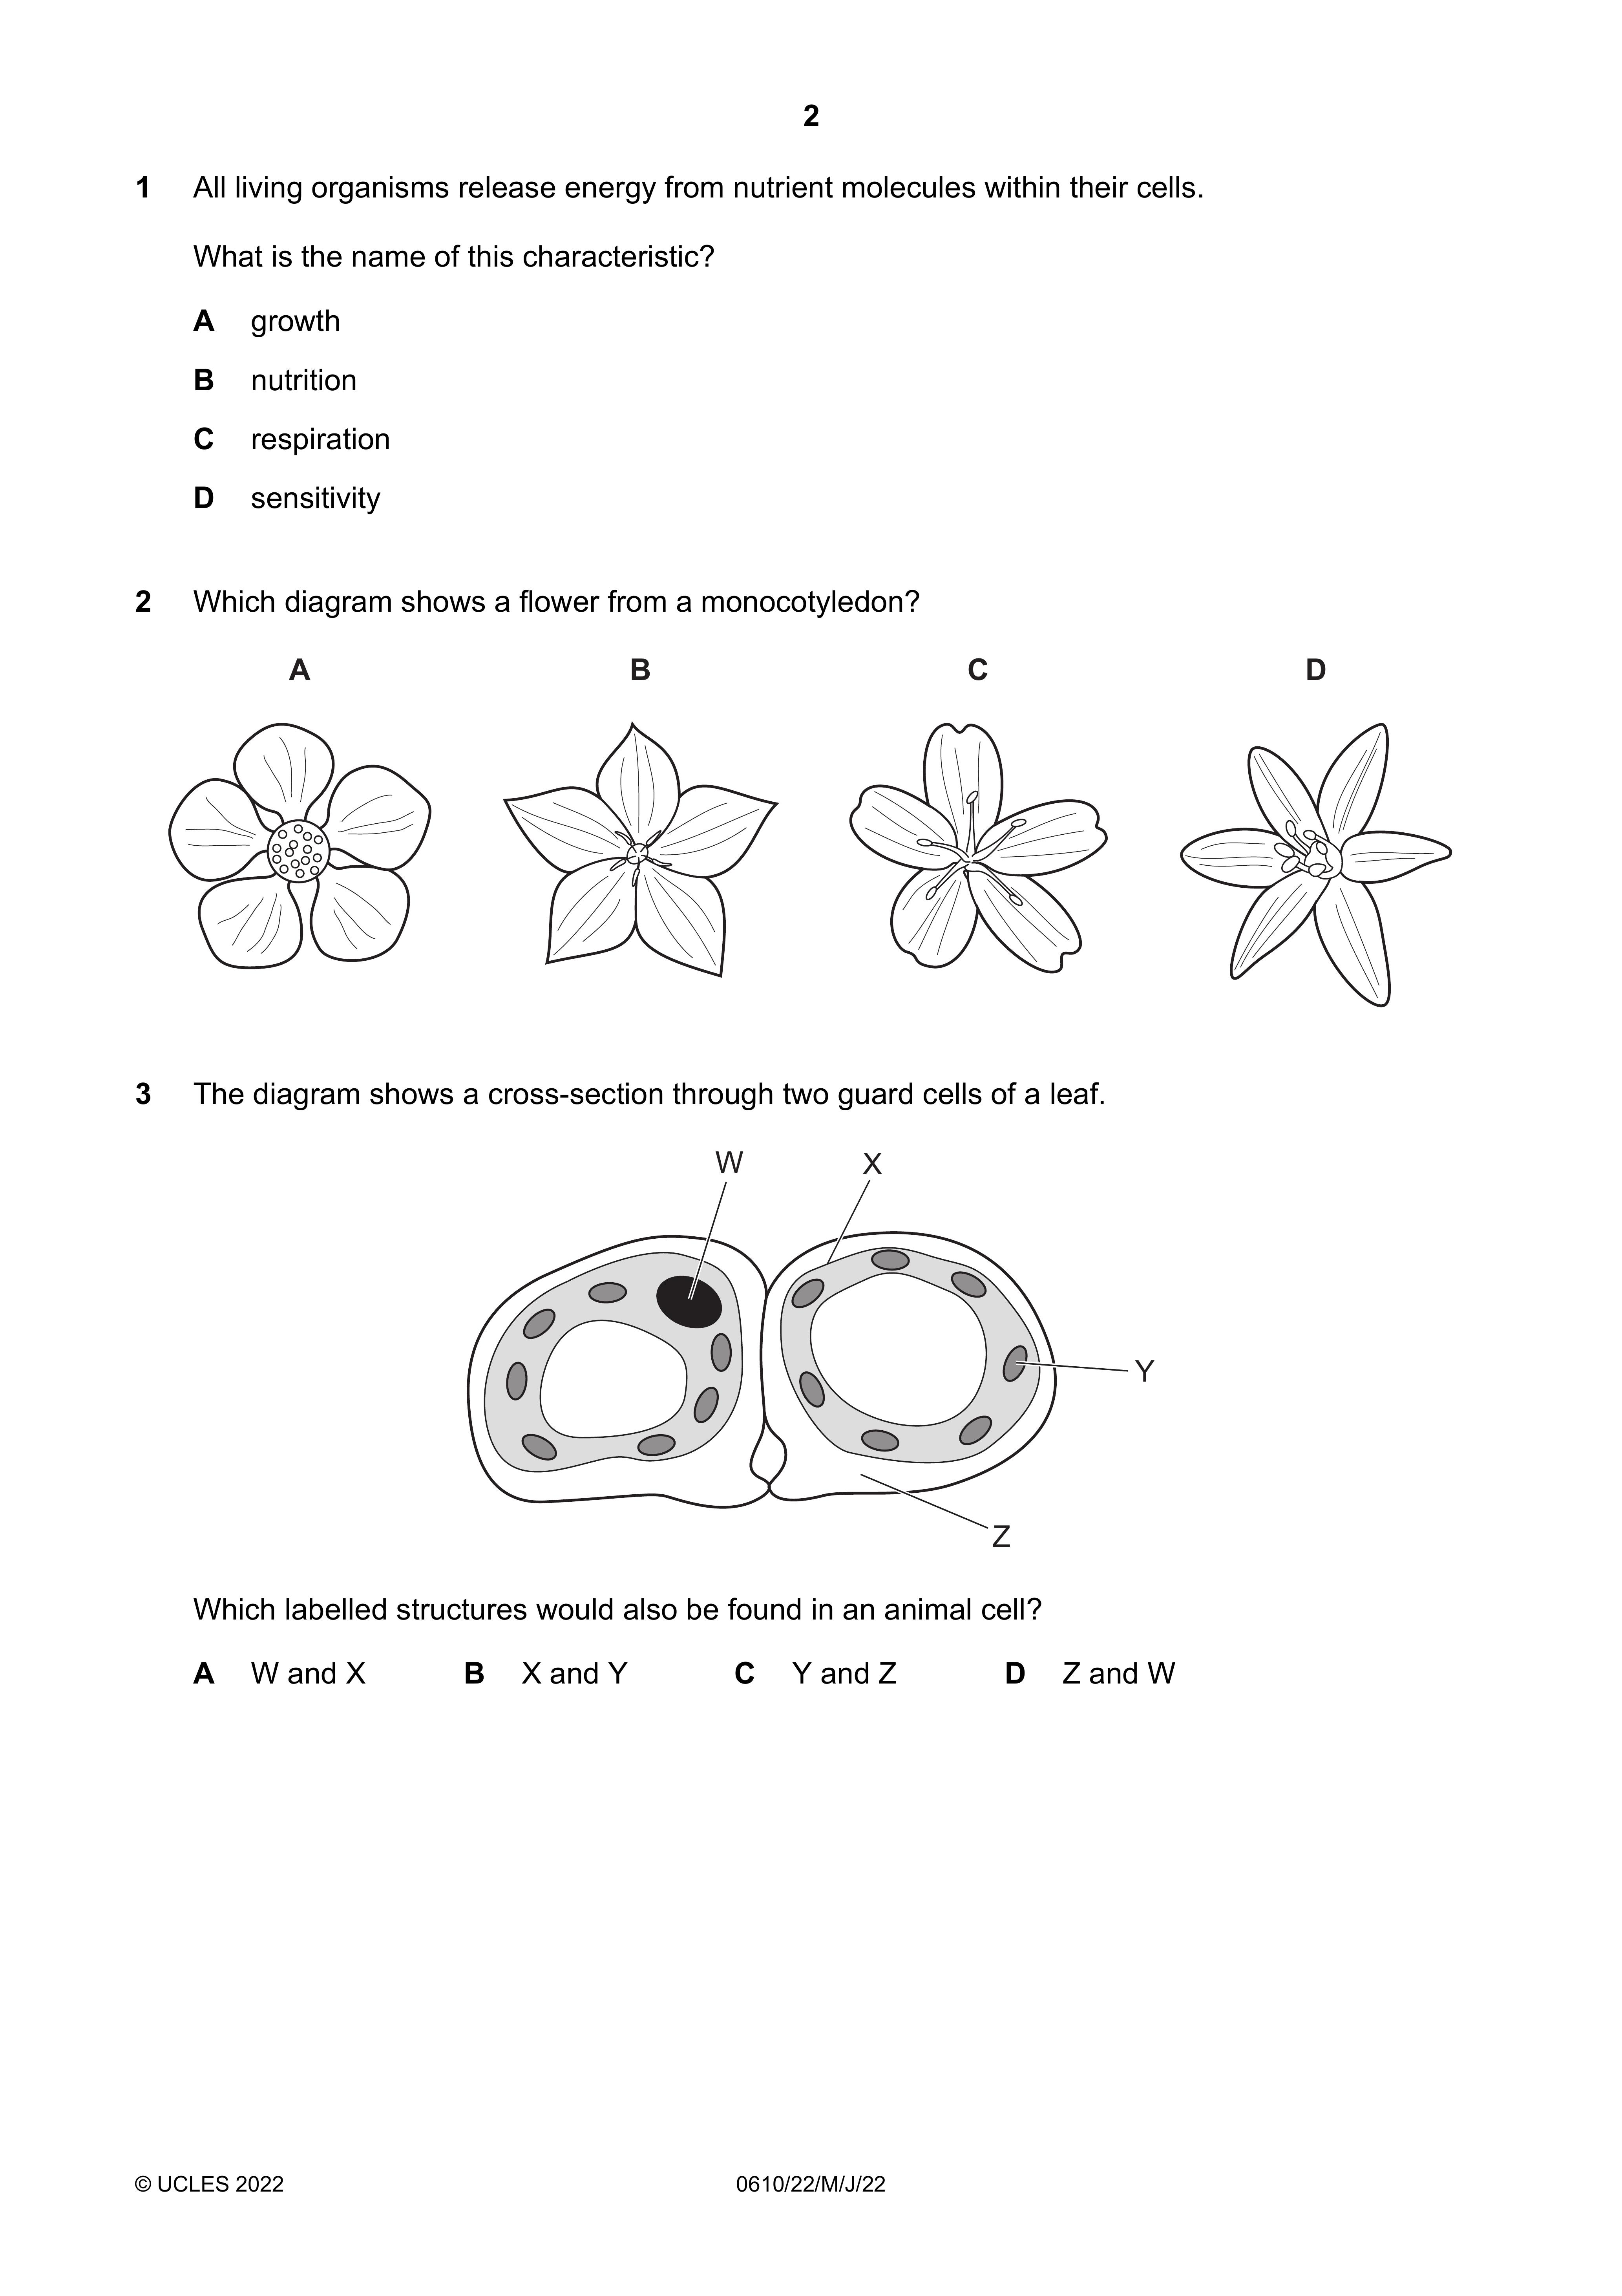 2
1 All living organisms release energy from nutrient molecules within their cells.
What is the name of this characteristic?
A growth
B nutrition
C respiration
D sensitivity
2 Which diagram shows a flower from a monocotyledon?
A B C D
3 The diagram shows a cross-section through two guard cells of a leaf.
W X
Y
Z
Which labelled structures would also be found in an animal cell?
A W and X B X and Y C Y and Z D Z and W
© UCLES 2022 0610/22/M/J/22